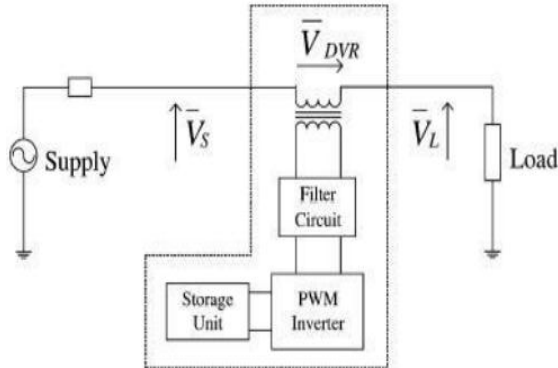 V̅ DVR
V̅S
V̅L
Supply
Load
Filter
Circuit
Storage
Unit
PWM
Inverter